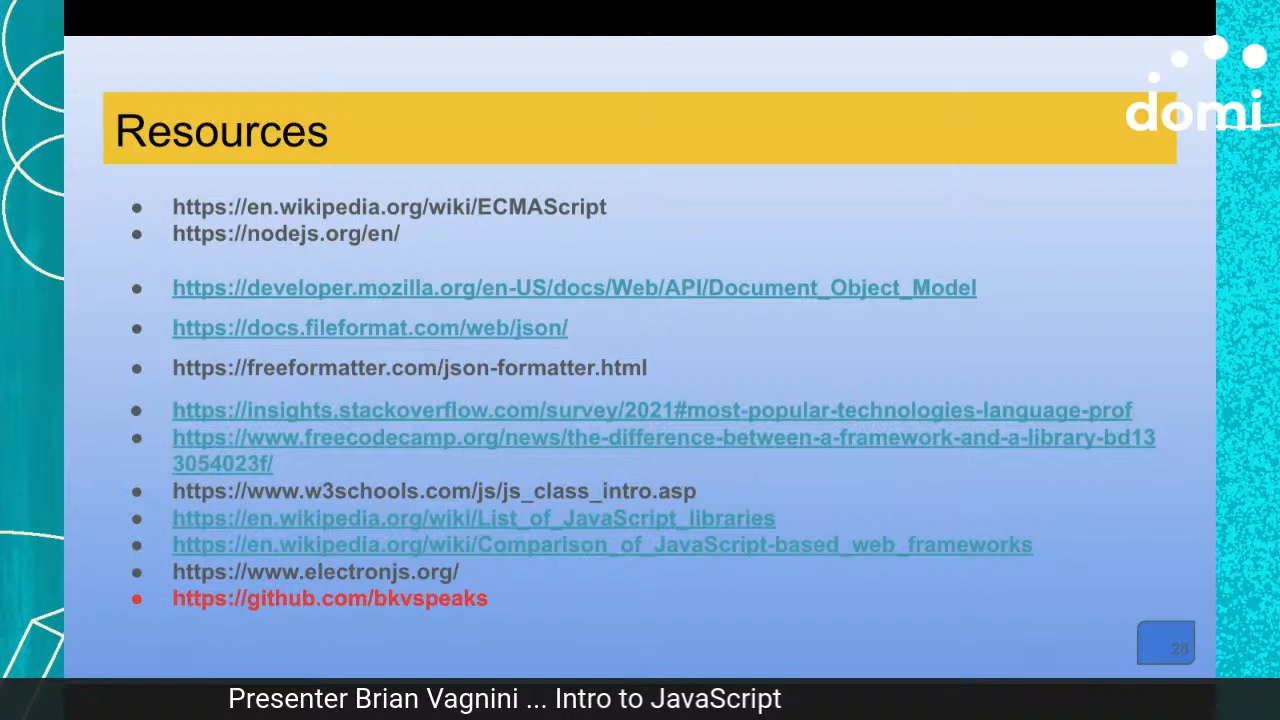 domi
Resources
https://en.wikipedia.org/wiki/ECMAScript
https://nodejs.org/en/
https://developer.mozilla.org/en-US/docs/Web/API/Document_Object_Model
https://docs.fileformat.com/web/json/
https://freeformatter.com/json-formatter.html
https://insights.stackoverflow.com/survey/2021#most-popular-technologies-language-prof
https://www.freecodecamp.org/news/the-difference-between-a-framework-and-a-library-bd13
3054023f/
https://www.w3schools.com/js/js_class_intro.asp
https://en.wikipedia.org/wiki/List_of_JavaScript_libraries
https://en.wikipedia.org/wiki/Comparison_of_JavaScript-based_web_frameworks
https://www.electronjs.org/
https://github.com/bkvspeaks
28
Presenter Brian Vagnini ... Intro to JavaScript